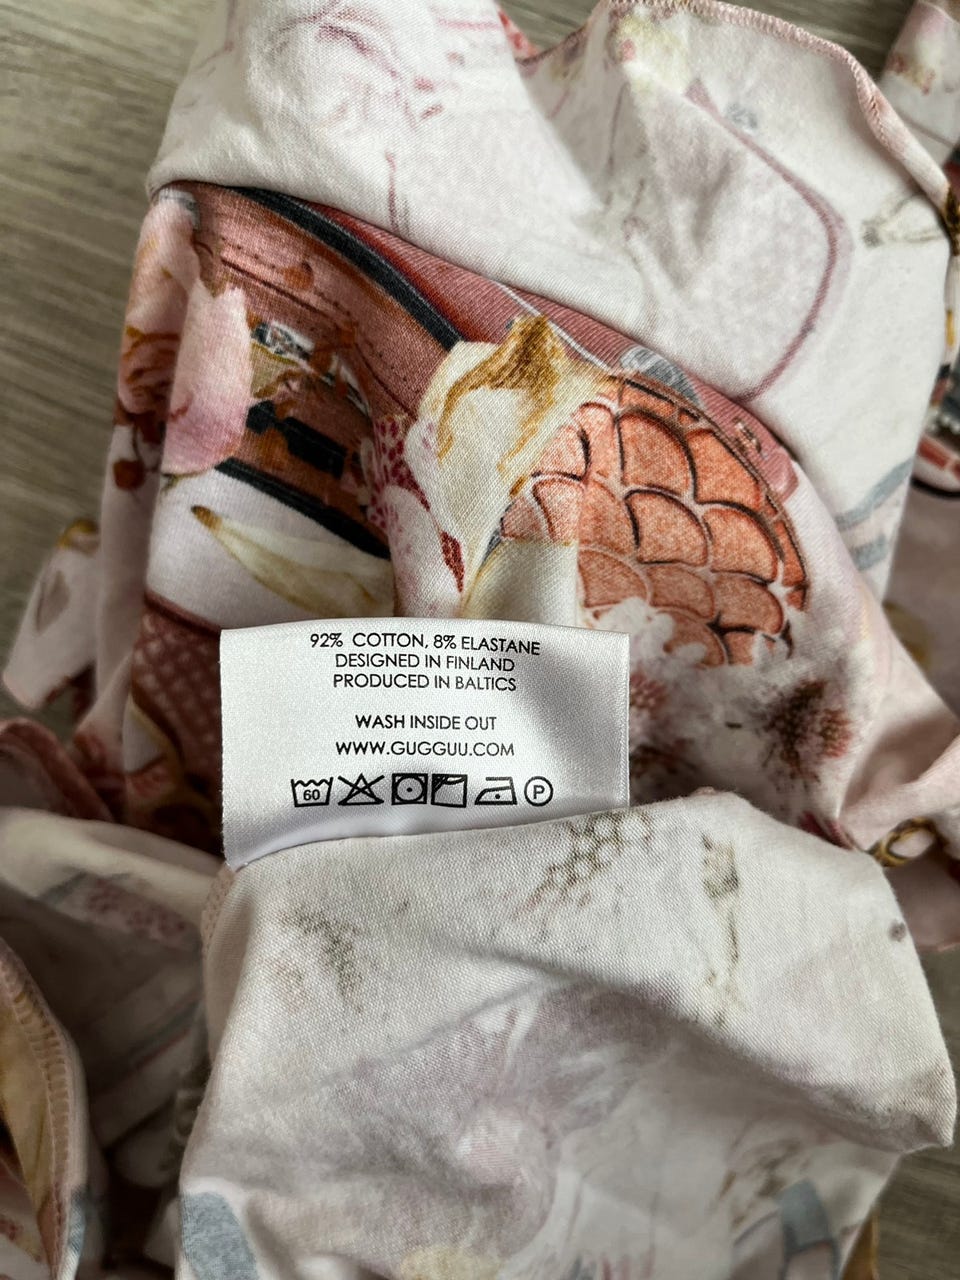 92% COTTON, 8% ELASTANE
DESIGNED IN FINLAND
PRODUCED IN BALTICS
WASH INSIDE OUT
WWW.GUGGUU.COM
60 P